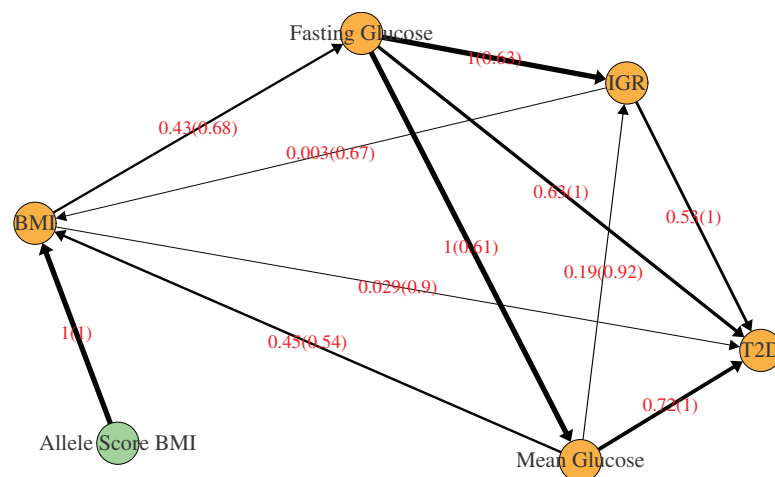 Fasting Glucose
1(0.63)
IGR
0.43(0.68)
0.003(0.67)
0.63(1)
0.53(1)
BMI
1(0.61)
0.19(0.92)
0.029(0.9)
1(1)
0.45(0.54)
T2D
0.72(1)
Allele Score BMI
Mean Glucose